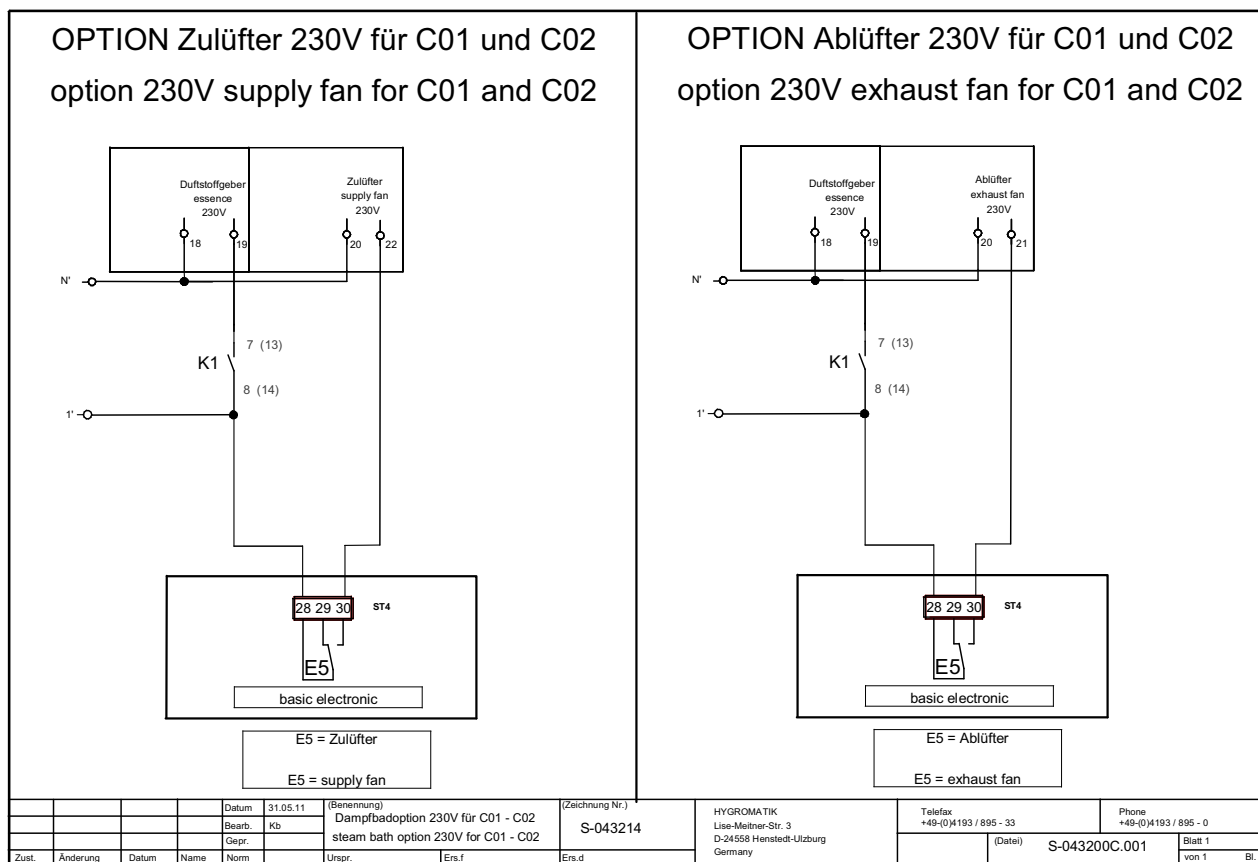 OPTION Zulüfter 230V für C01 und C02
option 230V supply fan for C01 and C02
Duftstoffgeber
essence
230V
Zulüfter
supply fan
230V
18
19
20
22
N'
7 (13)
K1
8 (14)
1'
28 29 30
ST4
E5
basic electronic
E5 = Zulüfter
E5 = supply fan
OPTION Ablüfter 230V für C01 und C02
option 230V exhaust fan for C01 and C02
Duftstoffgeber
essence
230V
Ablüfter
exhaust fan
230V
18
19
20
21
N'
7 (13)
K1
8 (14)
1'
28 29 30
ST4
E5
basic electronic
E5 = Ablüfter
E5 = exhaust fan
Datum 31.05.11
Bearb. Kb
Gepr.
Zust. Änderung Datum Name Norm
(Benennung)
Dampfbadoption 230V für C01 - C02
steam bath option 230V for C01 - C02
Urspr. Ers.f Ers.d
(Zeichnung Nr.)
S-043214
HYGROMATIK
Lise-Meitner-Str. 3
D-24558 Henstedt-Ulzburg
Germany
Telefax
+49-(0)4193 / 895 - 33
Phone
+49-(0)4193 / 895 - 0
(Datei) S-043200C.001
Blatt 1
von 1 Bl.